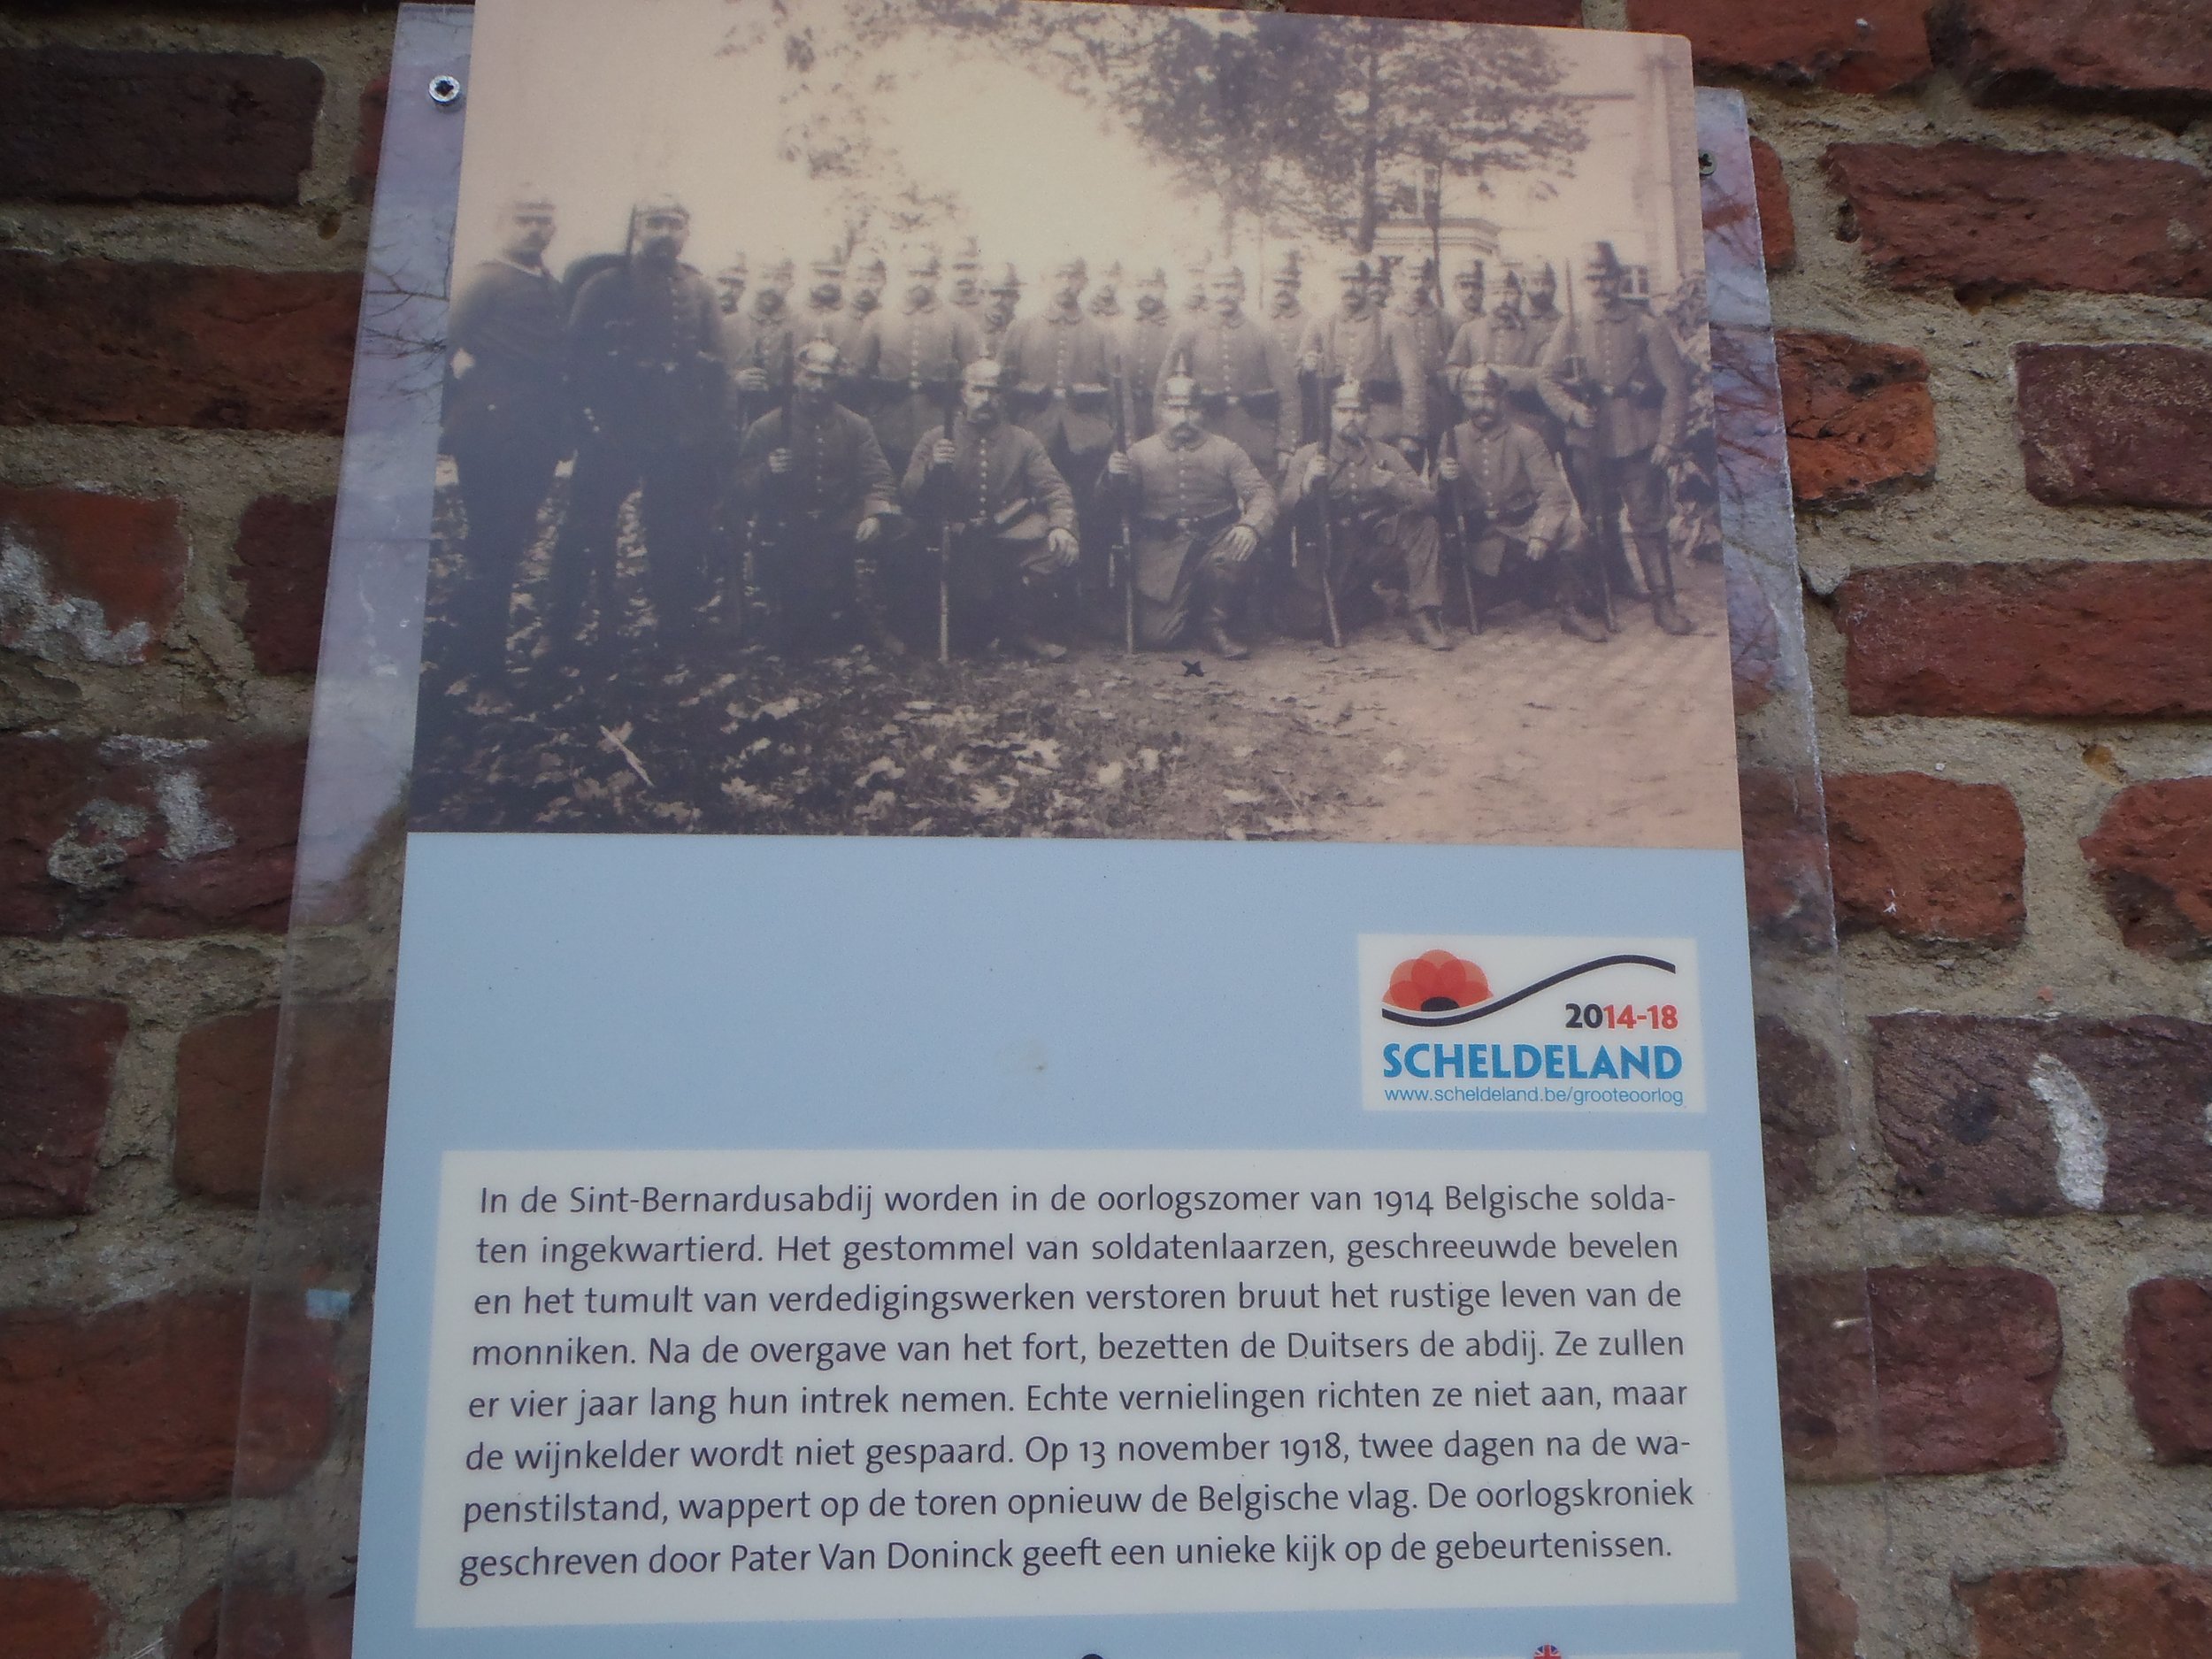 2014-18
SCHELDELAND
www.scheldeland.be/grooteoorlog
In de Sint-Bernardusabdij worden in de oorlogszomer van 1914 Belgische solda-
ten ingekwartierd. Het gestommel van soldatenlaarzen, geschreeuwde bevelen
en het tumult van verdedigingswerken verstoren bruut het rustige leven van de
monniken. Na de overgave van het fort, bezetten de Duitsers de abdij. Ze zullen
er vier jaar lang hun intrek nemen. Echte vernielingen richten ze niet aan, maar
de wijnkelder wordt niet gespaard. Op 13 november 1918, twee dagen na de wa-
penstilstand, wappert op de toren opnieuw de Belgische vlag. De oorlogskroniek
geschreven door Pater Van Doninck geeft een unieke kijk op de gebeurtenissen.